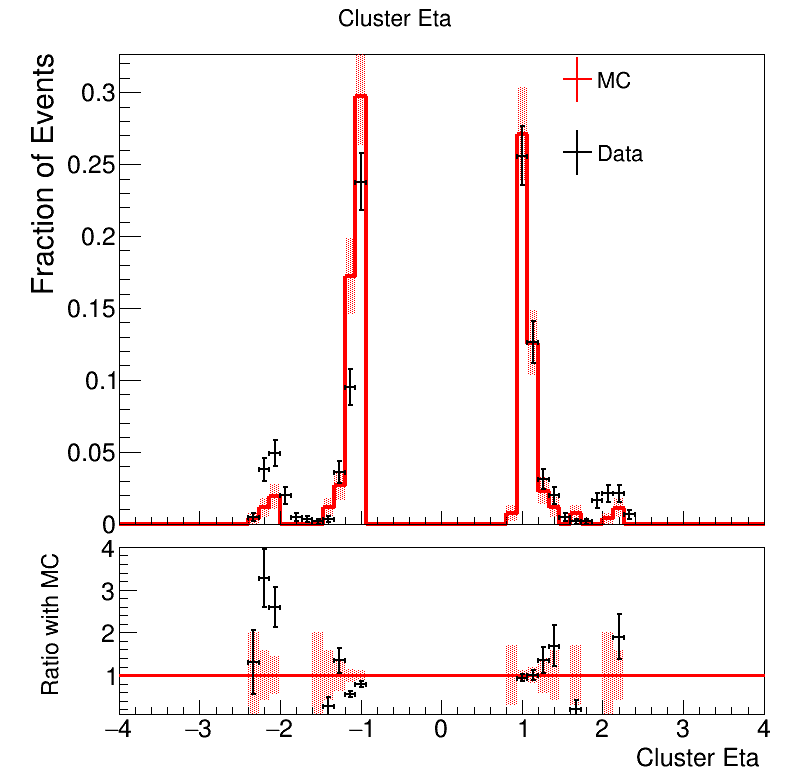 Cluster Eta
Fraction of Events
0.3
0.25
0.2
0.15
0.1
0.05
0
MC
Data
Ratio with MC
4
3
2
1
−4 −3 −2 −1 0 1 2 3 4
Cluster Eta